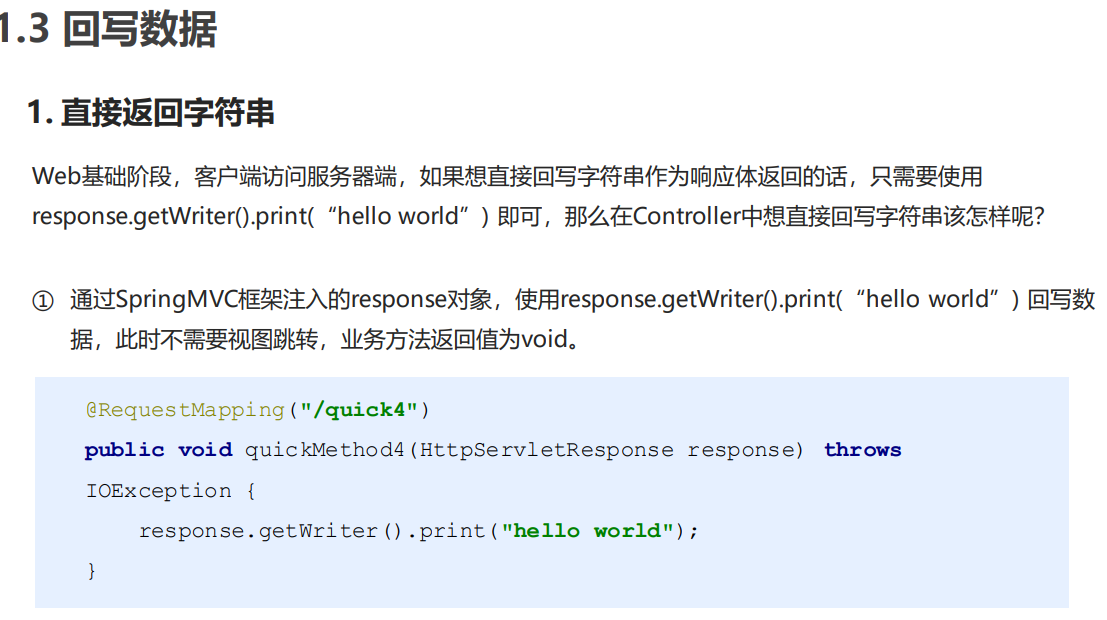 1.3 回写数据
1. 直接返回字符串
Web基础阶段，客户端访问服务器端，如果想直接回写字符串作为响应体返回的话，只需要使用
response.getWriter().print(“hello world”) 即可，那么在Controller中想直接回写字符串该怎样呢？
① 通过SpringMVC框架注入的response对象，使用response.getWriter().print(“hello world”) 回写数
据，此时不需要视图跳转，业务方法返回值为void。
@RequestMapping("/quick4")
public void quickMethod4(HttpServletResponse response) throws
IOException {
    response.getWriter().print("hello world");
}